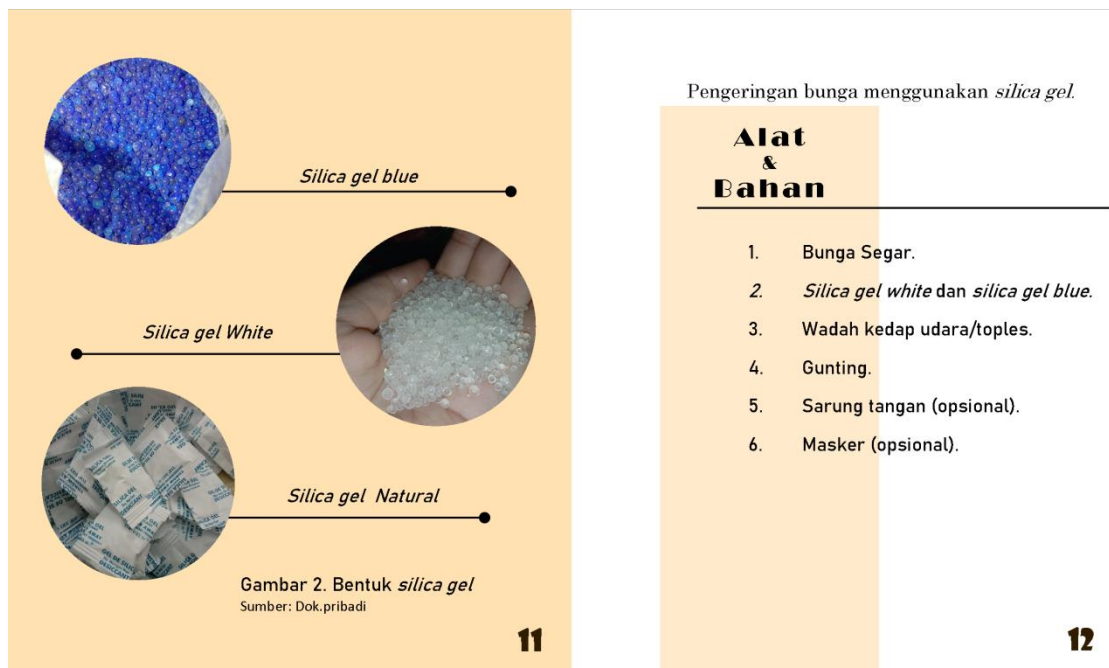 Silica gel blue
Silica gel White
Silica gel Natural
Gambar 2. Bentuk silica gel
Sumber: Dok.pribadi
11
Pengeringan bunga menggunakan silica gel.
Alat
&
Bahan
1. Bunga Segar.
2. Silica gel white dan silica gel blue.
3. Wadah kedap udara/toples.
4. Gunting.
5. Sarung tangan (opsional).
6. Masker (opsional).
12